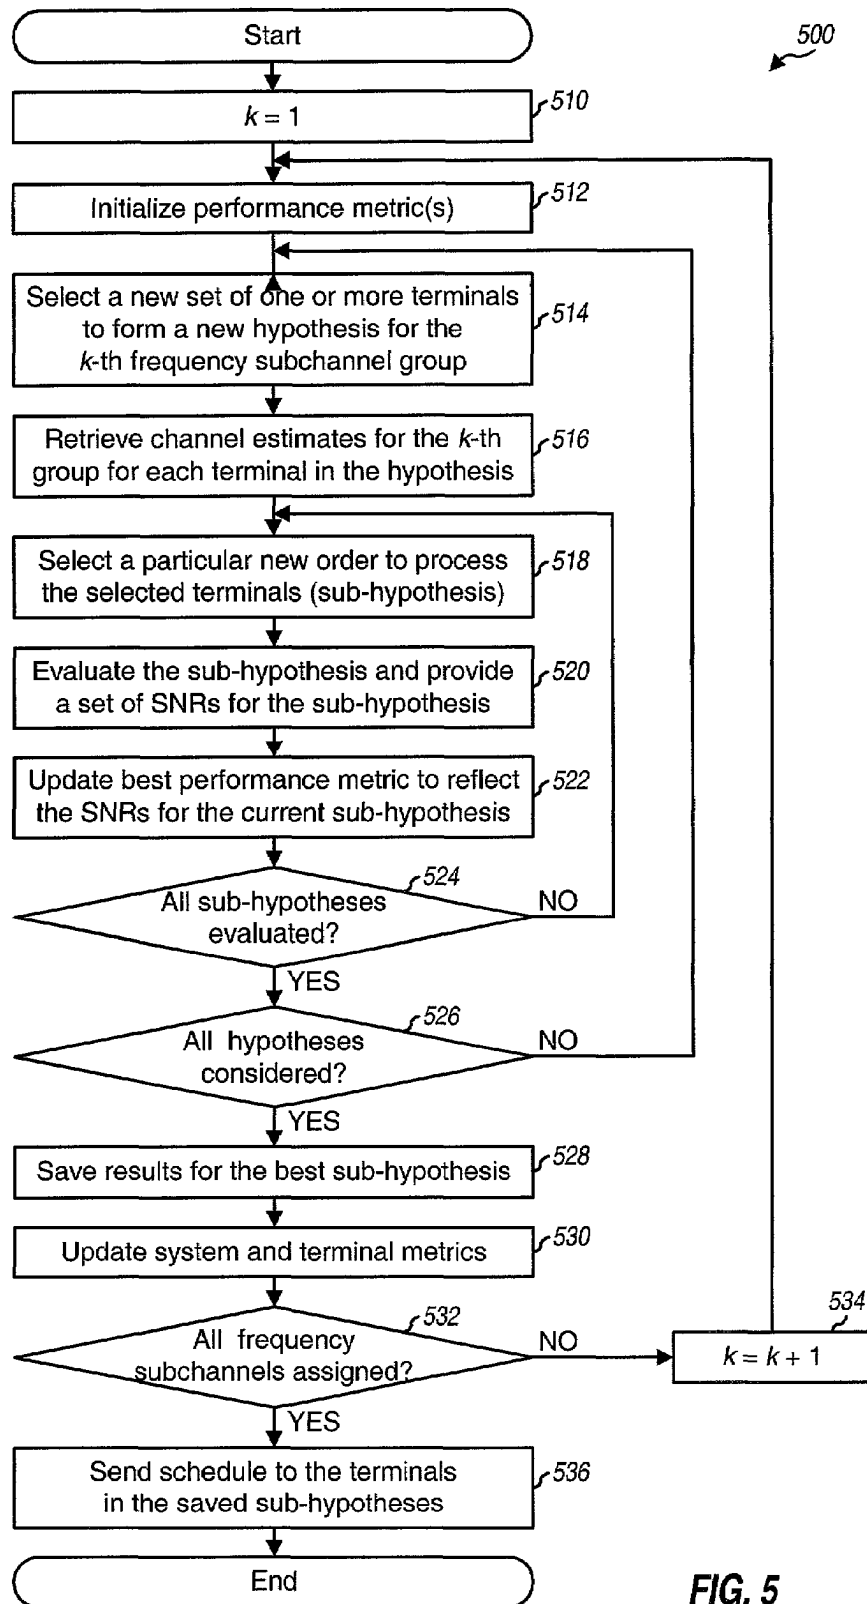 Start
500
k = 1
510
Initialize performance metric(s)
512
Select a new set of one or more terminals
to form a new hypothesis for the
k-th frequency subchannel group
514
Retrieve channel estimates for the k-th
group for each terminal in the hypothesis
516
Select a particular new order to process
the selected terminals (sub-hypothesis)
518
Evaluate the sub-hypothesis and provide
a set of SNRs for the sub-hypothesis
520
Update best performance metric to reflect
the SNRs for the current sub-hypothesis
522
524
All sub-hypotheses
evaluated?
NO
YES
526
All hypotheses
considered?
NO
YES
Save results for the best sub-hypothesis
528
Update system and terminal metrics
530
532
All frequency
subchannels assigned?
NO
534
k = k + 1
YES
Send schedule to the terminals
in the saved sub-hypotheses
536
End
FIG. 5